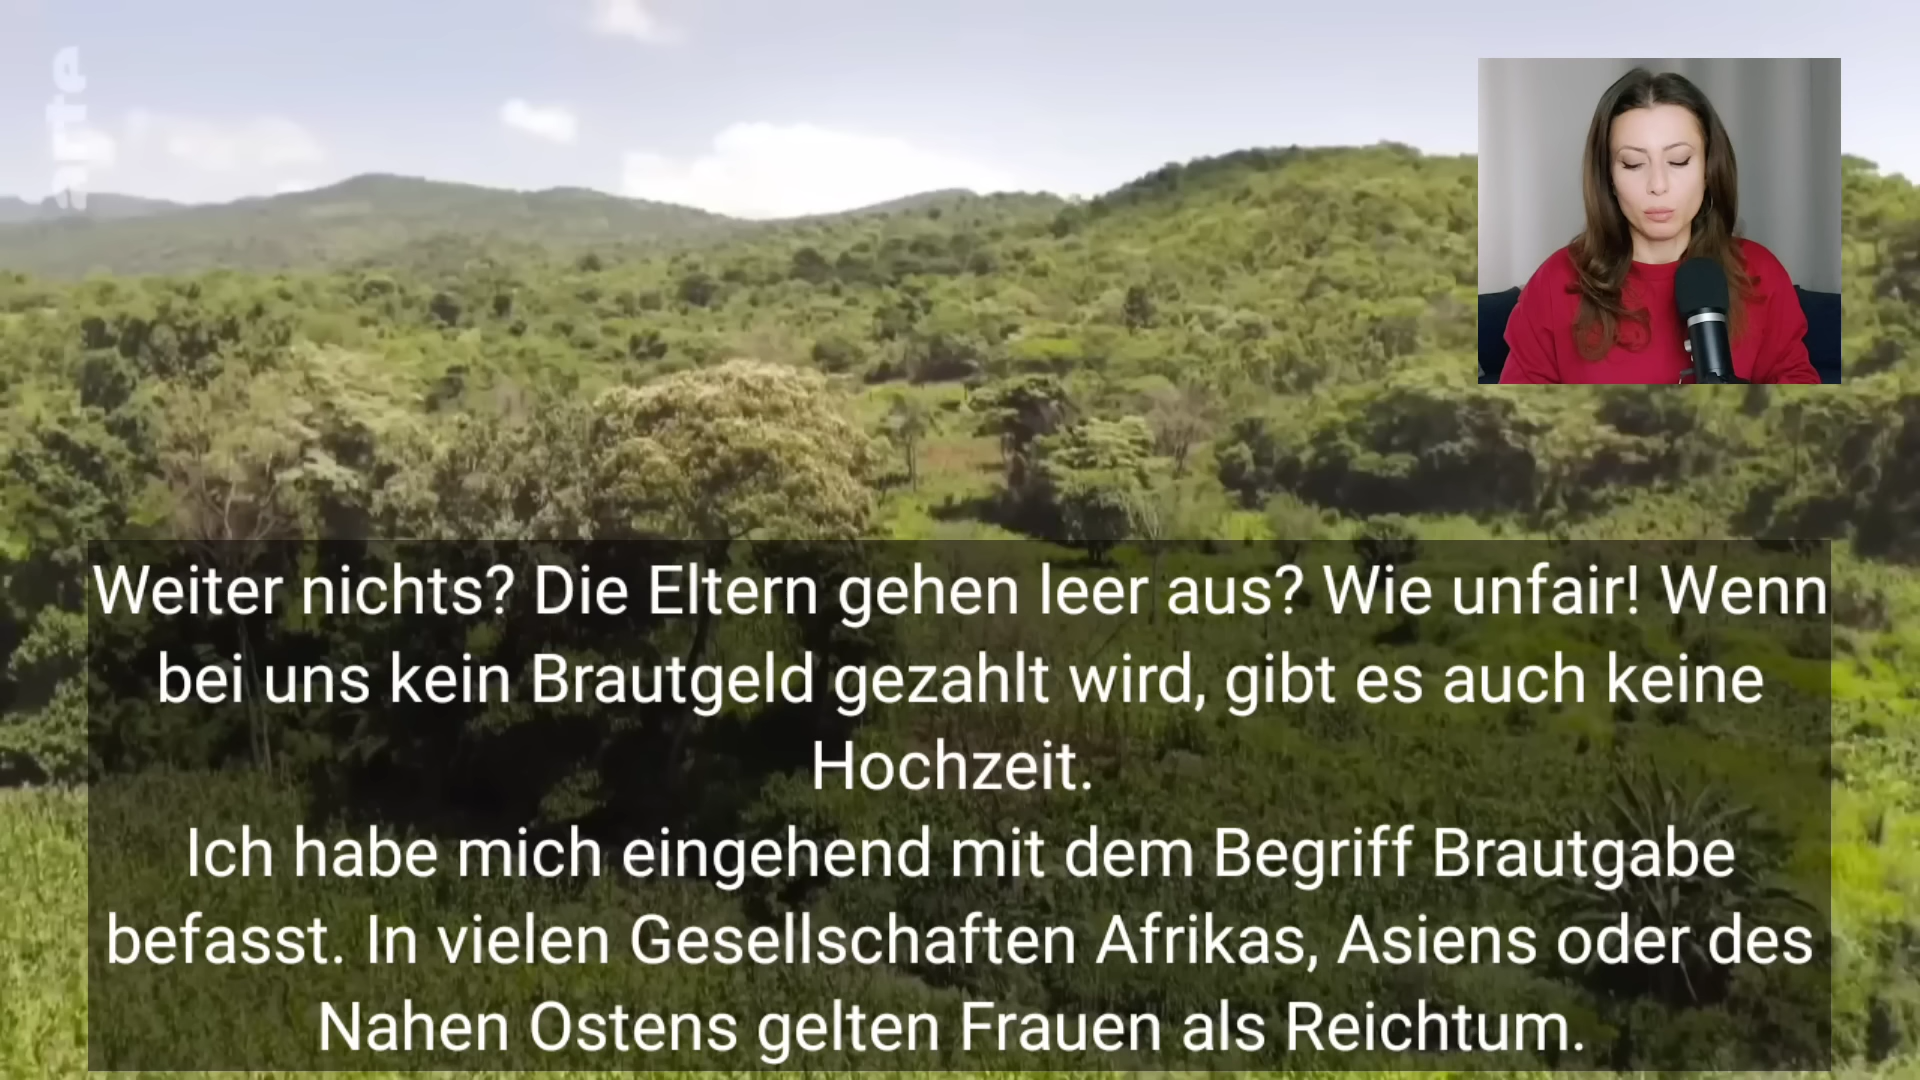 arte
Weiter nichts? Die Eltern gehen leer aus? Wie unfair! Wenn
bei uns kein Brautgeld gezahlt wird, gibt es auch keine
Hochzeit.
Ich habe mich eingehend mit dem Begriff Brautgabe
befasst. In vielen Gesellschaften Afrikas, Asiens oder des
Nahen Ostens gelten Frauen als Reichtum.